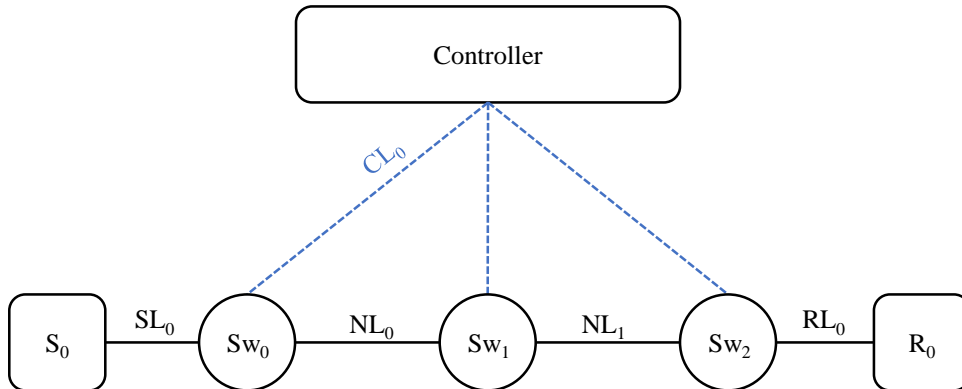 Controller
CL₀
SL₀
NL₀
NL₁
RL₀
S₀
Sw₀
Sw₁
Sw₂
R₀